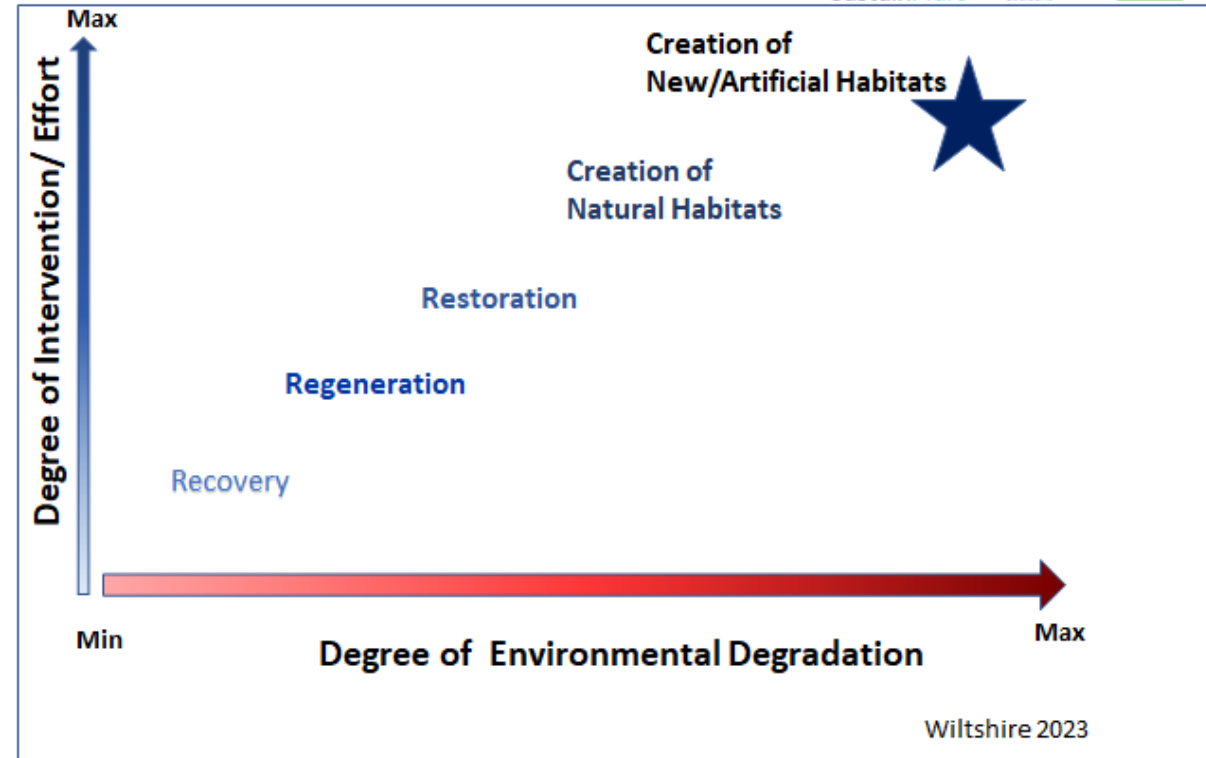 Max
Creation of
New/Artificial Habitats
Creation of
Natural Habitats
Restoration
Regeneration
Recovery
Degree of Intervention/ Effort
Min
Max
Degree of Environmental Degradation
Wiltshire 2023